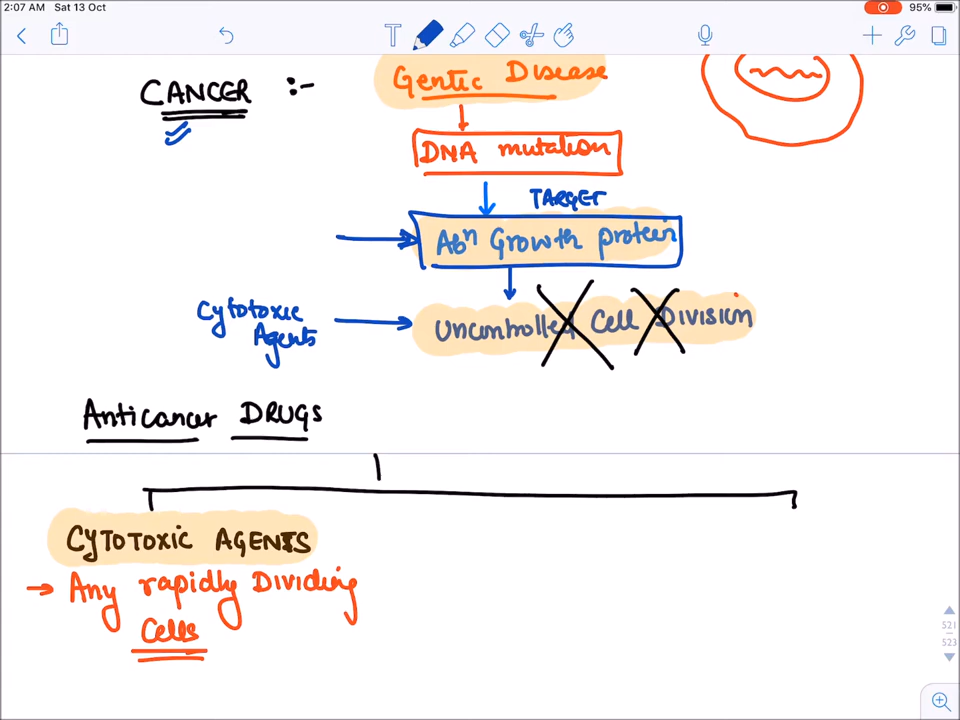 2:07 AM Sat 13 Oct
95%
T
CANCER :-
Gentic Disease
DNA mutation
TARGET
Abⁿ Growth protein
Cytotoxic
Agents
Uncontrolled Cell Division
Anticancer DRUGS
CYTOTOXIC AGENTS
→ Any rapidly Dividing
Cells
521
523